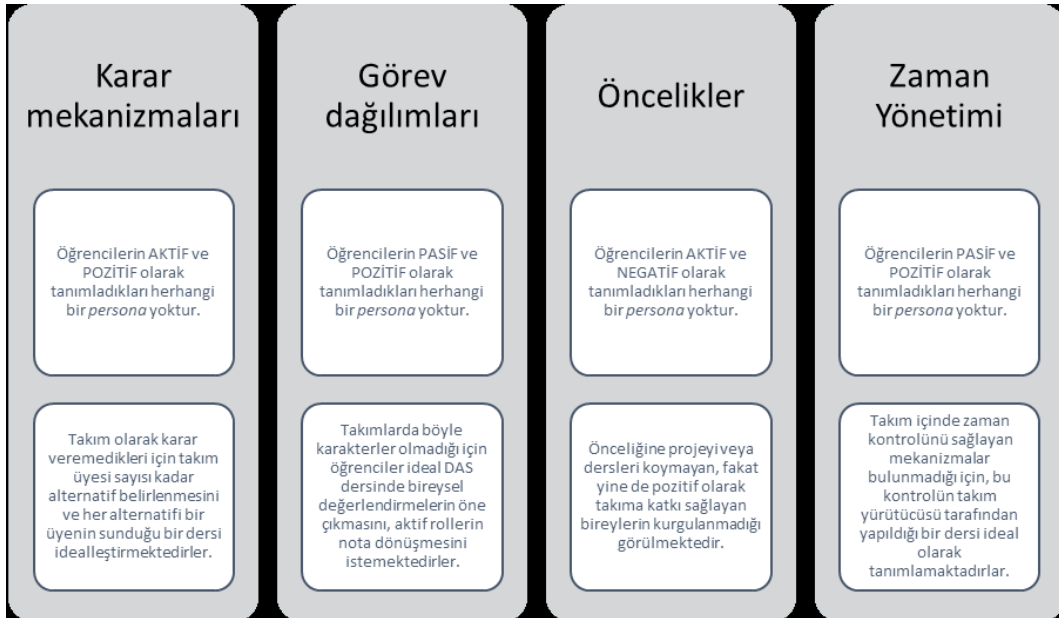 Karar
mekanizmaları
Öğrencilerin AKTİF ve
POZİTİF olarak
tanımladıkları herhangi
bir persona yoktur.
Takım olarak karar
veremedikleri için takım
üyesi sayısı kadar
alternatif belirlenmesini
ve her alternatifi bir
üyenin sunduğu bir dersi
idealleştirmektedirler.
Görev
dağılımları
Öğrencilerin PASİF ve
POZİTİF olarak
tanımladıkları herhangi
bir persona yoktur.
Takımlarda böyle
karakterler olmadığı için
öğrenciler ideal DAS
dersinde bireysel
değerlendirmelerin öne
çıkmasını, aktif rollerin
nota dönüşmesini
istemektedirler.
Öncelikler
Öğrencilerin AKTİF ve
NEGATİF olarak
tanımladıkları herhangi
bir persona yoktur.
Önceliğine projeyi veya
dersleri koymayan, fakat
yine de pozitif olarak
takıma katkı sağlayan
bireylerin kurgulanmadığı
görülmektedir.
Zaman
Yönetimi
Öğrencilerin PASİF ve
POZİTİF olarak
tanımladıkları herhangi
bir persona yoktur.
Takım içinde zaman
kontrolünü sağlayan
mekanizmalar
bulunmadığı için, bu
kontrolün takım
yürütücüsü tarafından
yapıldığı bir dersi ideal
olarak
tanımlamaktadırlar.